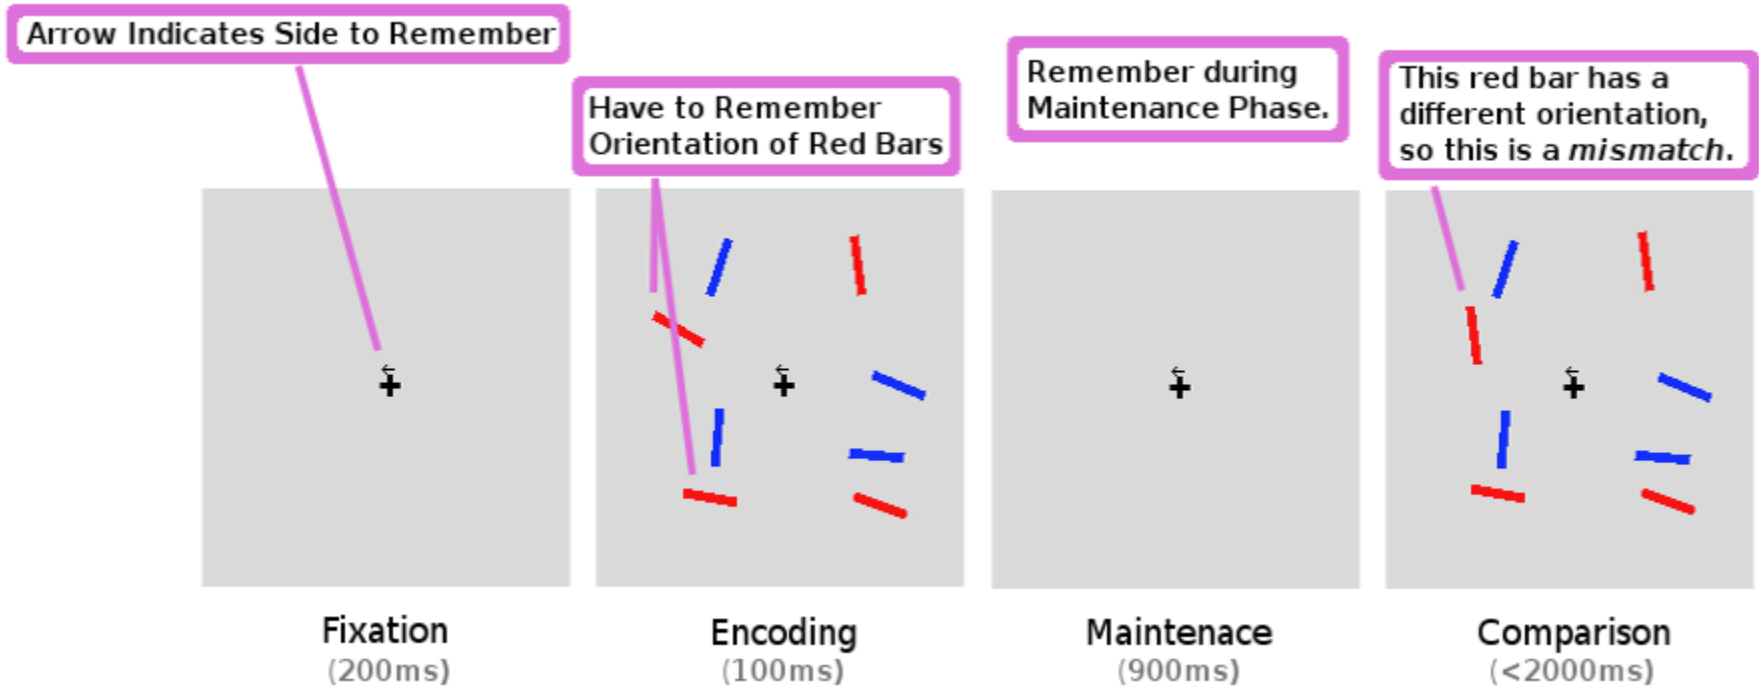 Arrow Indicates Side to Remember
Have to Remember
Orientation of Red Bars
Remember during
Maintenance Phase.
This red bar has a
different orientation,
so this is a mismatch.
Fixation
(200ms)
Encoding
(100ms)
Maintenace
(900ms)
Comparison
(<2000ms)